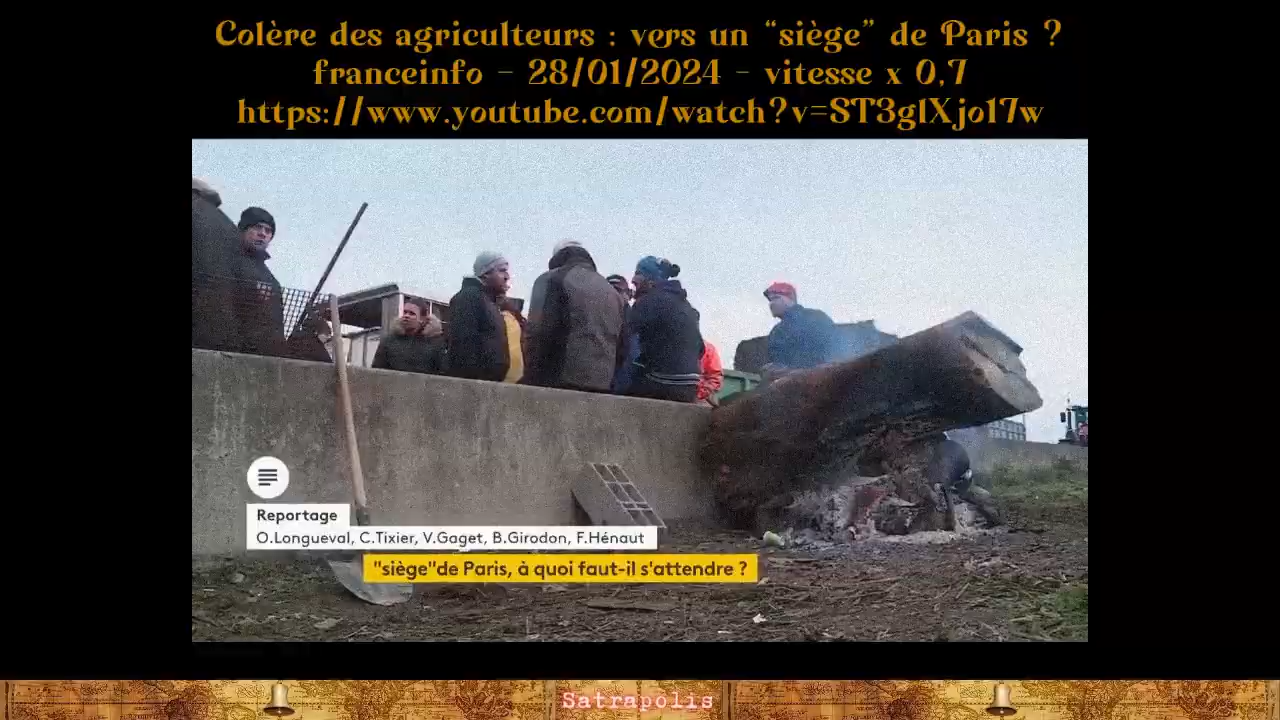 Colère des agriculteurs : vers un “siège” de Paris ?
franceinfo - 28/01/2024 - vitesse x 0,7
https://www.youtube.com/watch?v=ST3glXjo17w
Reportage
O.Longueval, C.Tixier, V.Gaget, B.Girodon, F.Hénaut
"siège"de Paris, à quoi faut-il s'attendre ?
Satrapolis